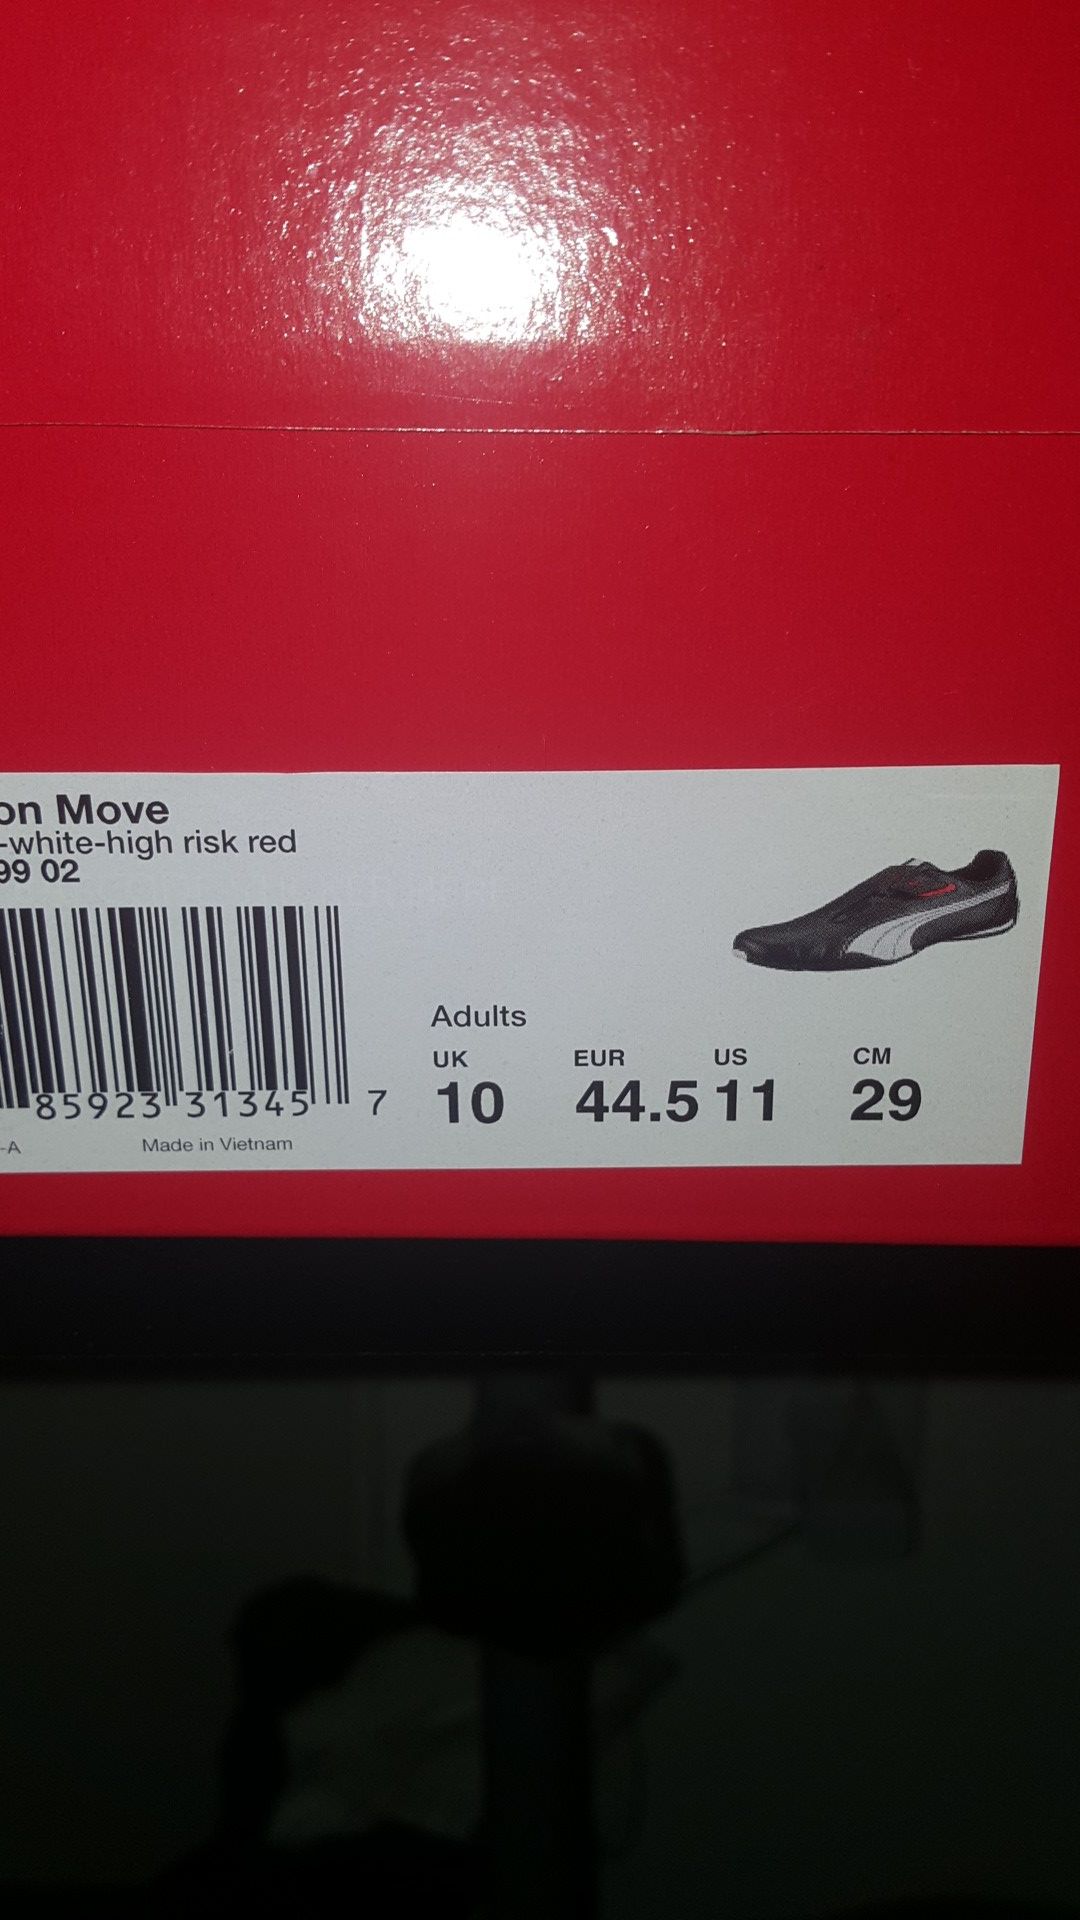 on Move
-white-high risk red
99 02
Adults
UK EUR US CM
10 44.5 11 29
85923 31345 7
-A Made in Vietnam